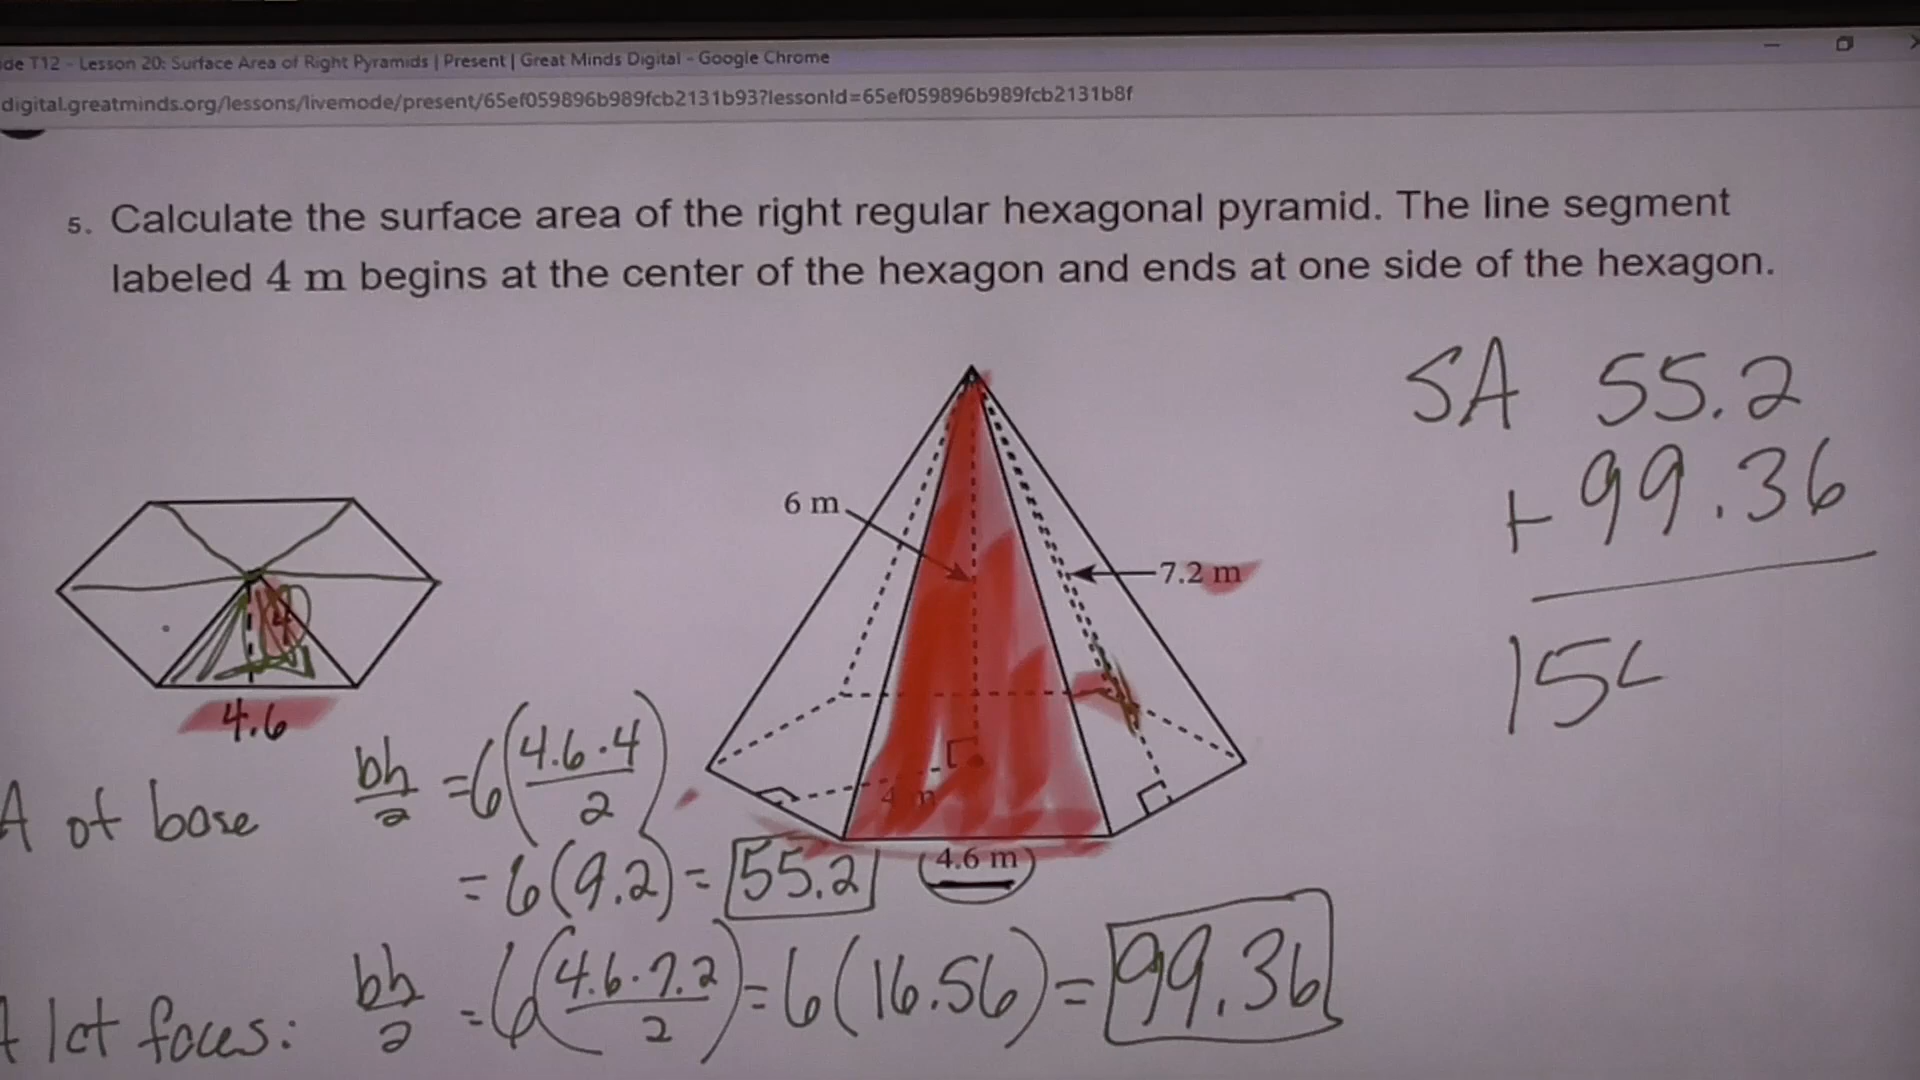 de T12 - Lesson 20: Surface Area of Right Pyramids | Present | Great Minds Digital - Google Chrome
digital.greatminds.org/lessons/livemode/present/65ef059896b989fcb2131b93?lessonId=65ef059896b989fcb2131b8f
5. Calculate the surface area of the right regular hexagonal pyramid. The line segment
labeled 4 m begins at the center of the hexagon and ends at one side of the hexagon.
SA 55.2
+ 99.36
154
6 m
7.2 m
4
4.6
4 m
4.6 m
A of base bh/2 = 6(4.6·4/2)
= 6(9.2) = 55.2
A lat faces: bh/2 = 6(4.6·7.2/2) = 6(16.56) = 99.36